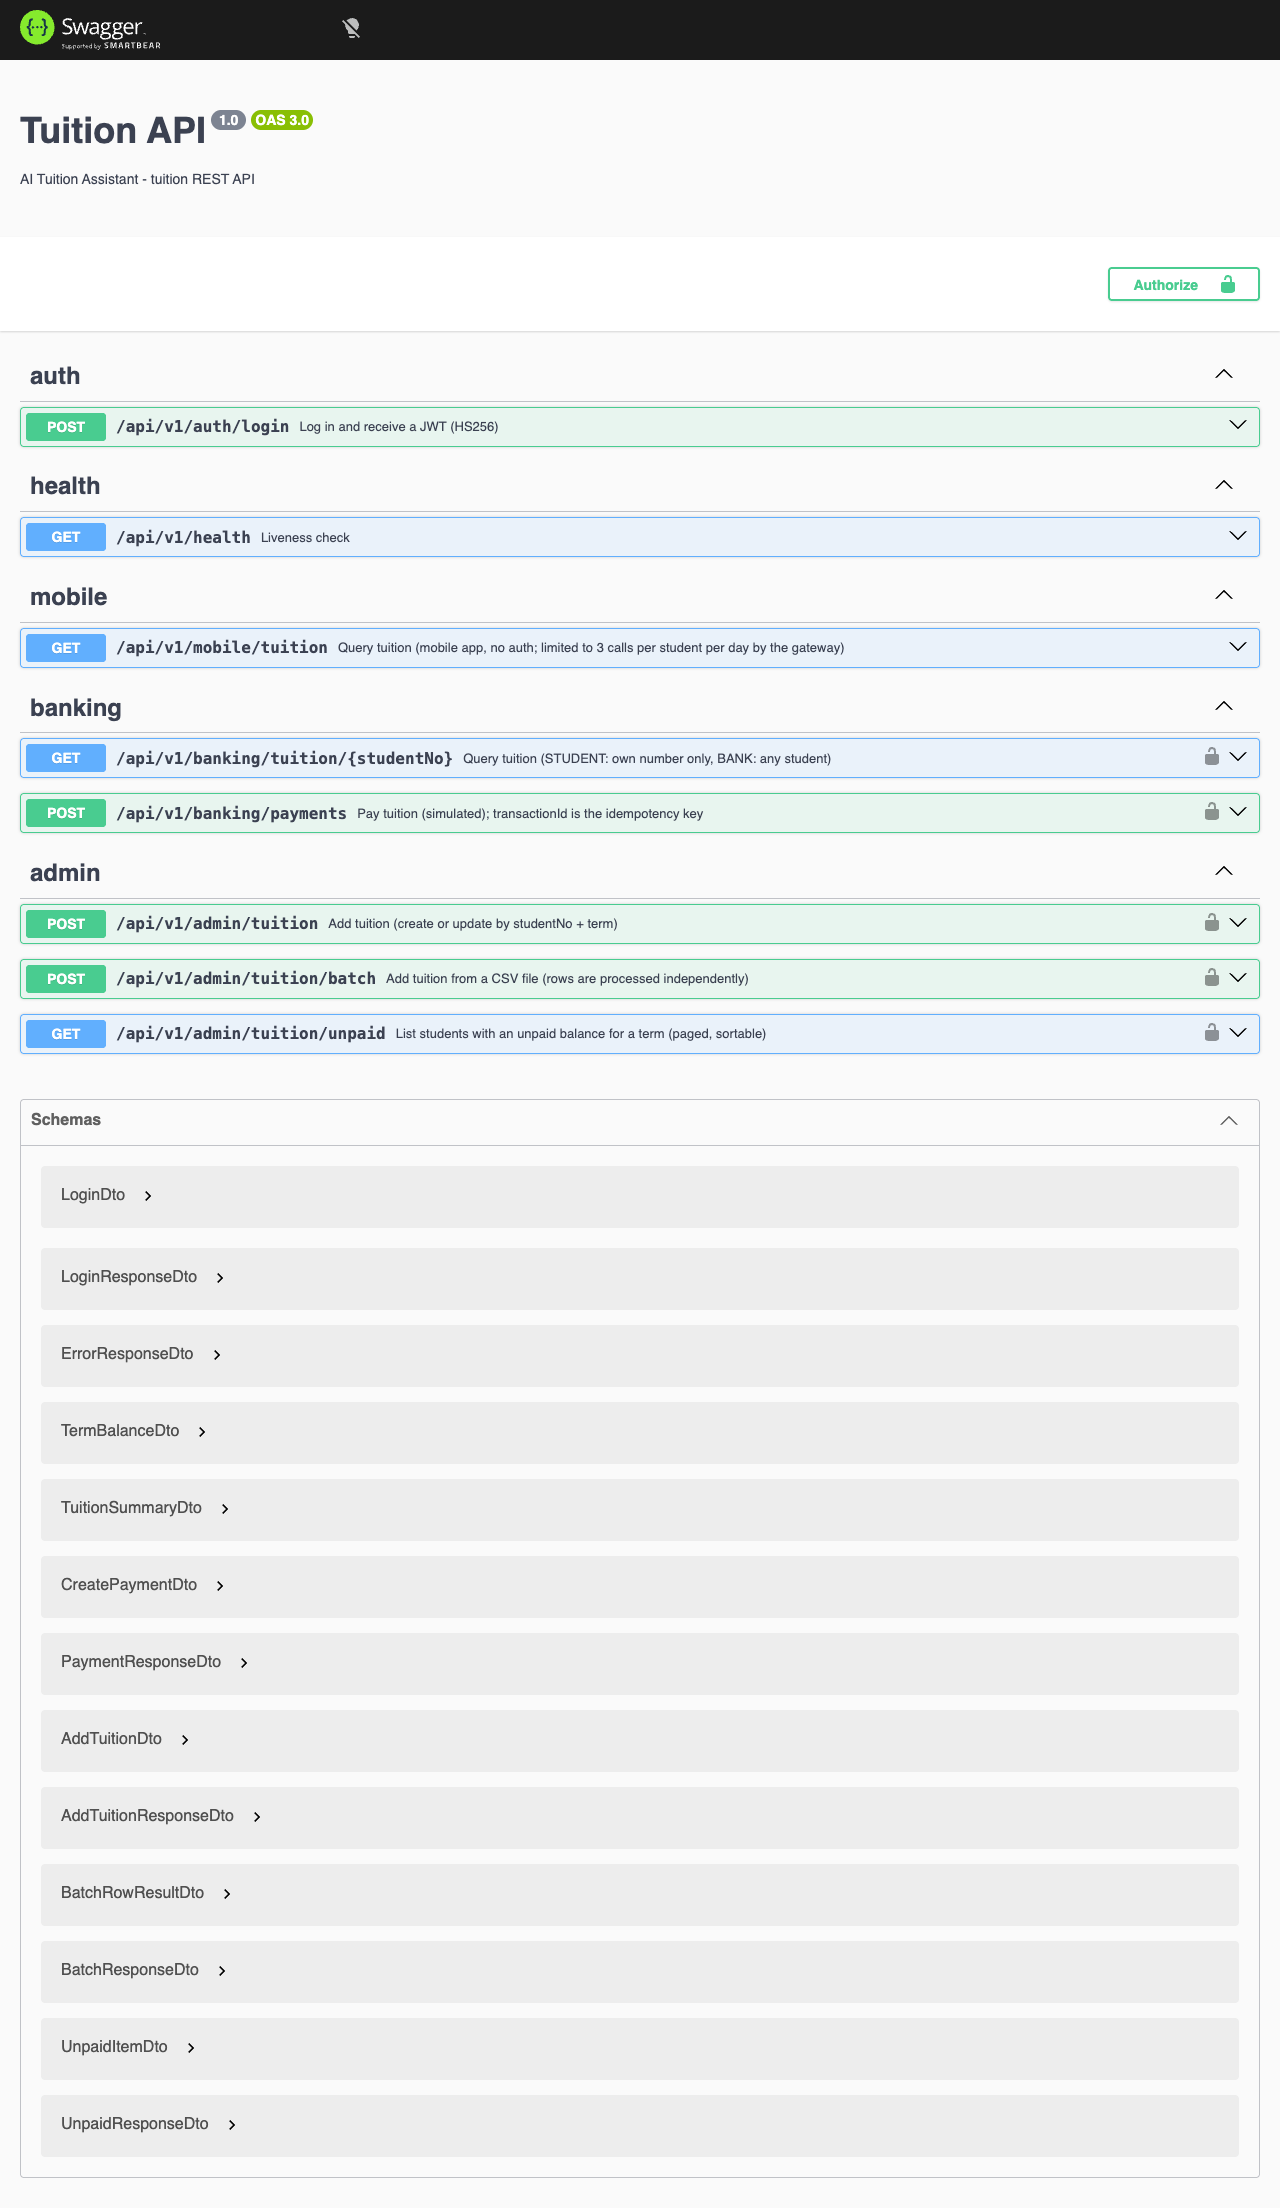 Swagger.
Supported by SMARTBEAR
Tuition API 1.0 OAS 3.0
AI Tuition Assistant - tuition REST API
Authorize
auth
POST /api/v1/auth/login Log in and receive a JWT (HS256)
health
GET /api/v1/health Liveness check
mobile
GET /api/v1/mobile/tuition Query tuition (mobile app, no auth; limited to 3 calls per student per day by the gateway)
banking
GET /api/v1/banking/tuition/{studentNo} Query tuition (STUDENT: own number only, BANK: any student)
POST /api/v1/banking/payments Pay tuition (simulated); transactionId is the idempotency key
admin
POST /api/v1/admin/tuition Add tuition (create or update by studentNo + term)
POST /api/v1/admin/tuition/batch Add tuition from a CSV file (rows are processed independently)
GET /api/v1/admin/tuition/unpaid List students with an unpaid balance for a term (paged, sortable)
Schemas
LoginDto
LoginResponseDto
ErrorResponseDto
TermBalanceDto
TuitionSummaryDto
CreatePaymentDto
PaymentResponseDto
AddTuitionDto
AddTuitionResponseDto
BatchRowResultDto
BatchResponseDto
UnpaidItemDto
UnpaidResponseDto